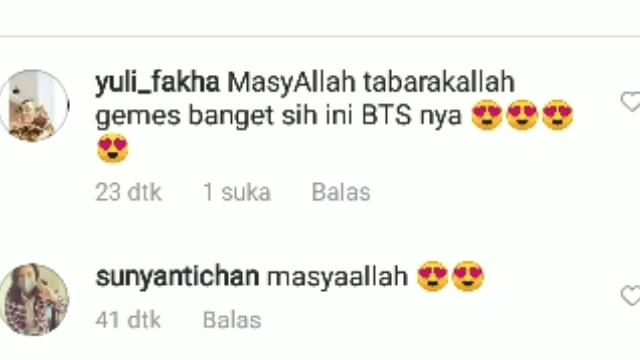 yuli_fakha MasyAllah tabarakallah
gemes banget sih ini BTS nya 😍😍😍
😍
23 dtk 1 suka Balas
sunyantichan masyaallah 😍😍
41 dtk Balas